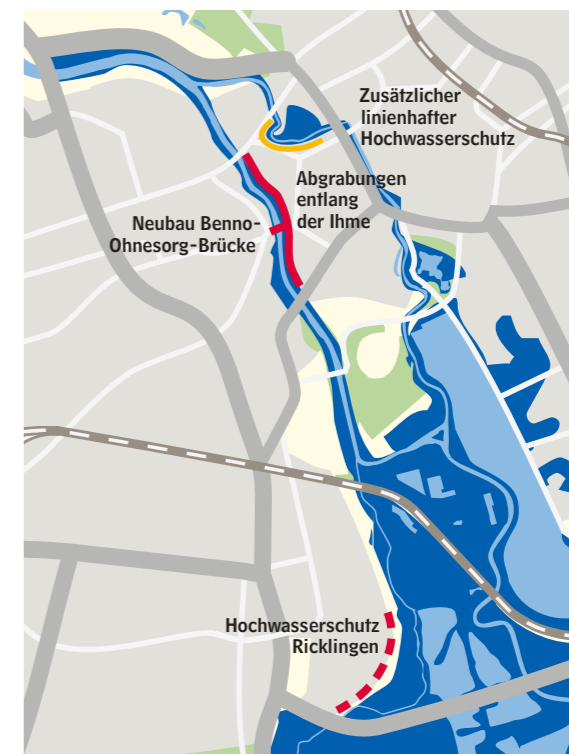 Zusätzlicher
linienhafter
Hochwasserschutz
Abgrabungen
entlang
der Ihme
Neubau Benno-
Ohnesorg-Brücke
Hochwasserschutz
Ricklingen